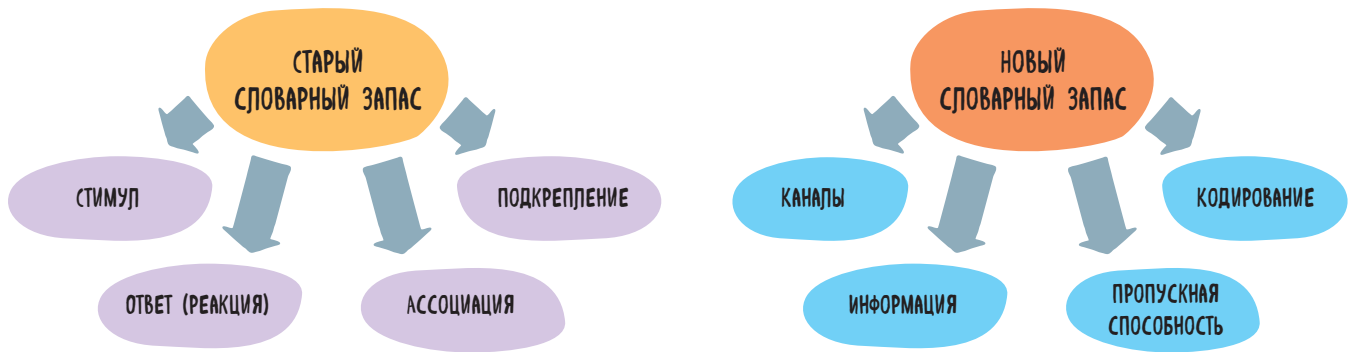 СТАРЫЙ
СЛОВАРНЫЙ ЗАПАС
СТИМУЛ
ПОДКРЕПЛЕНИЕ
ОТВЕТ (РЕАКЦИЯ)
АССОЦИАЦИЯ
НОВЫЙ
СЛОВАРНЫЙ ЗАПАС
КАНАЛЫ
КОДИРОВАНИЕ
ИНФОРМАЦИЯ
ПРОПУСКНАЯ
СПОСОБНОСТЬ